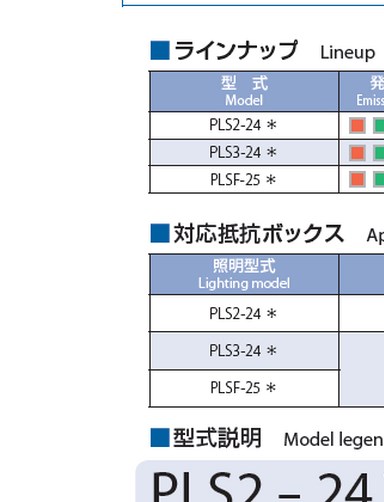 ■ラインナップ Lineup
型 式 発
Model Emiss
PLS2-24 ＊
PLS3-24 ＊
PLSF-25 ＊
■対応抵抗ボックス Ap
照明型式
Lighting model
PLS2-24 ＊
PLS3-24 ＊
PLSF-25 ＊
■型式説明 Model legen
PLS2 – 24